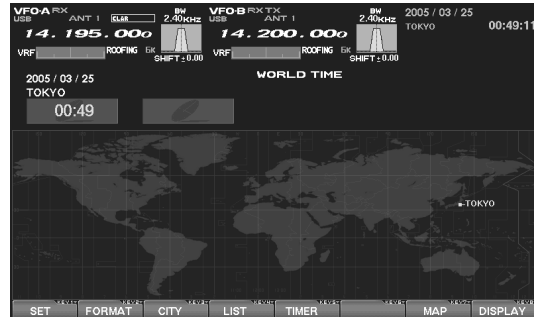 VFO-A RX BW VFO-B RX TX BW 2005 / 03 / 25
USB ANT 1 CLAR 2.40KHZ USB ANT 1 2.40KHZ TOKYO 00:49:11
14. 195. 000 14. 200. 000
VRF ROOFING 6K SHIFT ± 0.00 VRF ROOFING 6K SHIFT ± 0.00
WORLD TIME
2005 / 03 / 25
TOKYO
00:49
TOKYO
SET FORMAT CITY LIST TIMER MAP DISPLAY